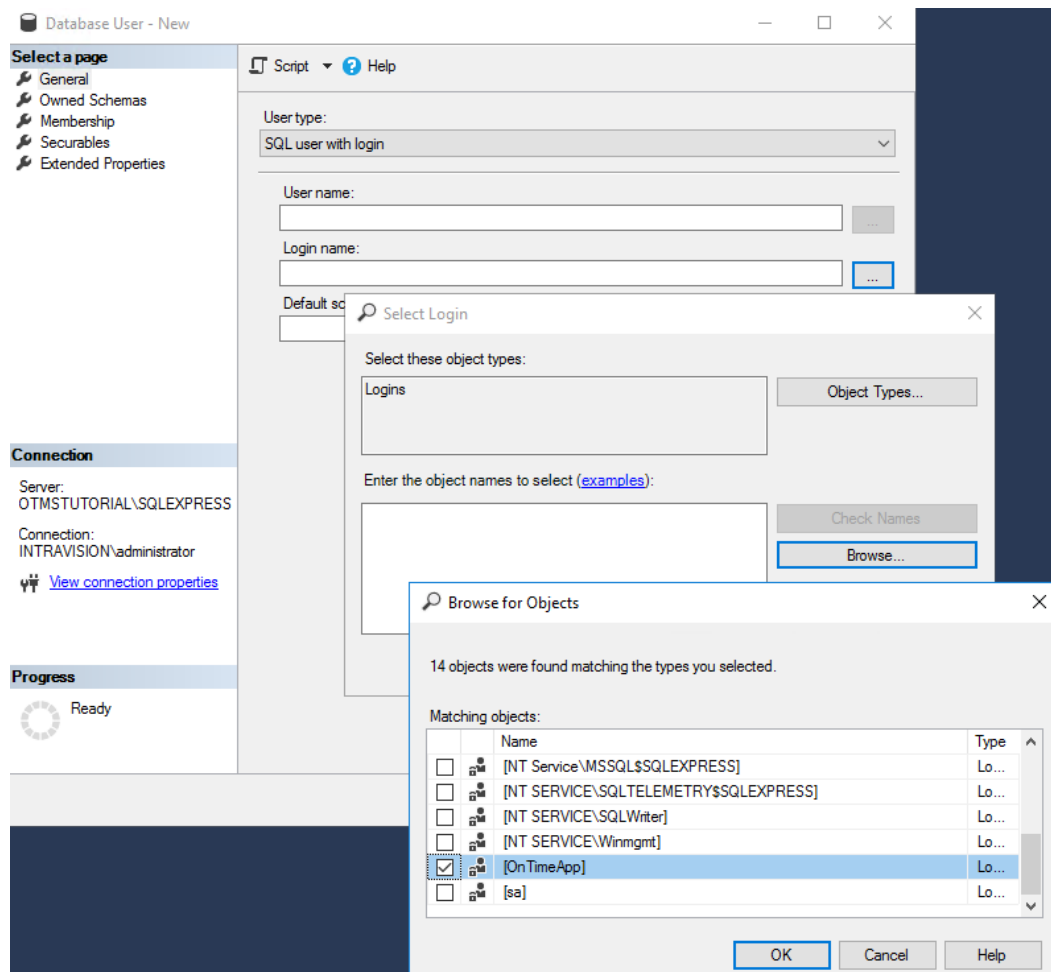 Database User - New
Select a page
General
Owned Schemas
Membership
Securables
Extended Properties
Script
Help
User type:
SQL user with login
User name:
...
Login name:
...
Default sc
Connection
Server:
OTMSTUTORIAL\SQLEXPRESS
Connection:
INTRAVISION\administrator
View connection properties
Progress
Ready
Select Login
Select these object types:
Logins
Object Types...
Enter the object names to select (examples):
Check Names
Browse...
Browse for Objects
14 objects were found matching the types you selected.
Matching objects:
Name Type
[NT Service\MSSQL$SQLEXPRESS] Lo...
[NT SERVICE\SQLTELEMETRY$SQLEXPRESS] Lo...
[NT SERVICE\SQLWriter] Lo...
[NT SERVICE\Winmgmt] Lo...
[OnTimeApp] Lo...
[sa] Lo...
OK Cancel Help